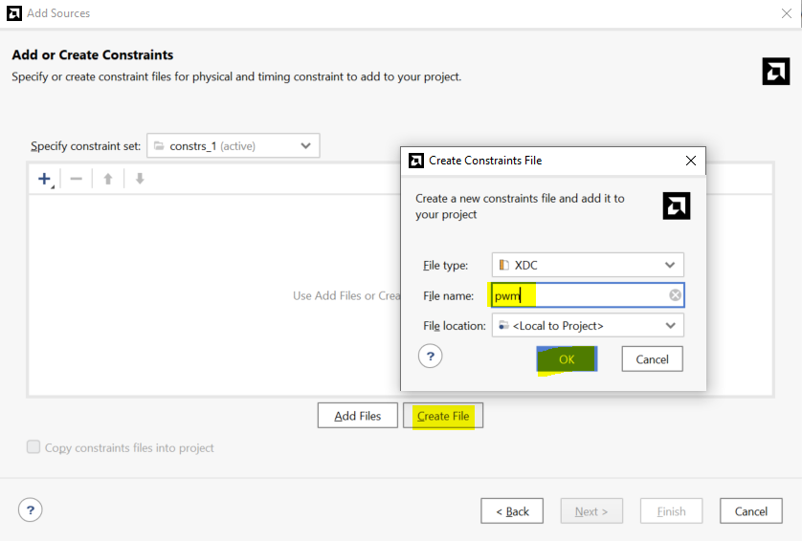 Add Sources
Add or Create Constraints
Specify or create constraint files for physical and timing constraint to add to your project.
Specify constraint set: constrs_1 (active)
Use Add Files or Crea
Add Files
Create File
Copy constraints files into project
? < Back Next > Finish Cancel
Create Constraints File
Create a new constraints file and add it to
your project
File type: XDC
File name: pwm
File location: <Local to Project>
? OK Cancel